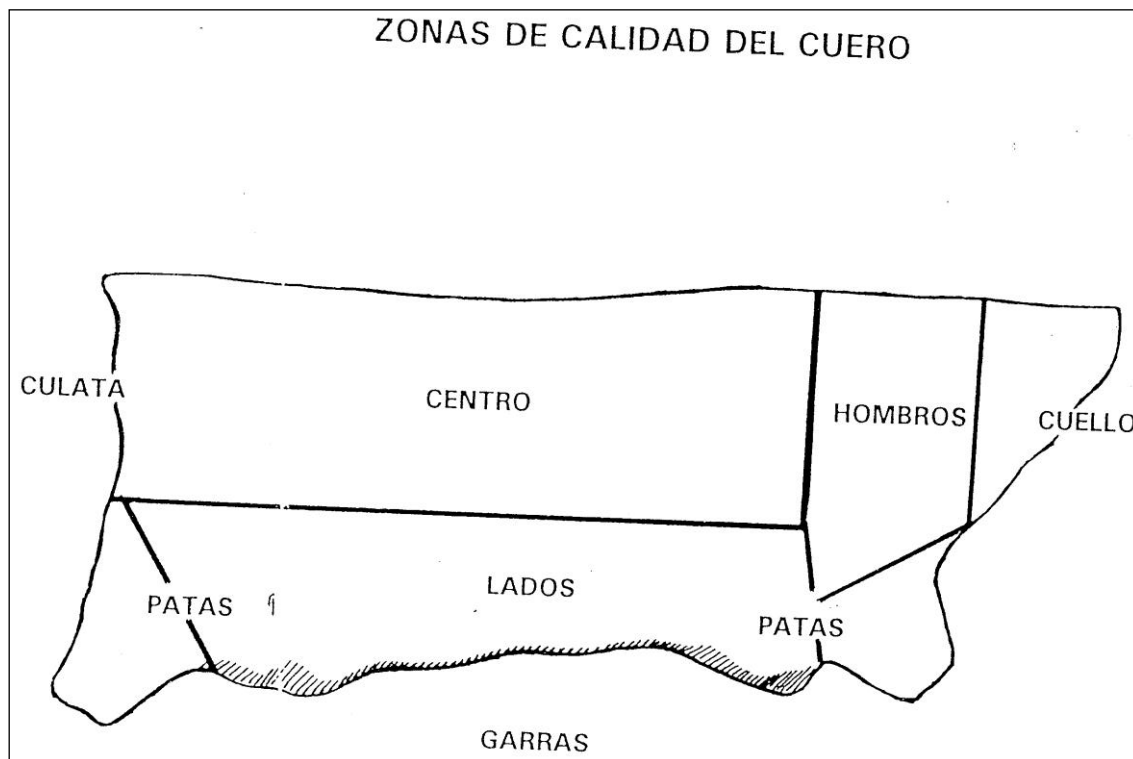 ZONAS DE CALIDAD DEL CUERO
CULATA
CENTRO
HOMBROS
CUELLO
LADOS
PATAS
PATAS
GARRAS